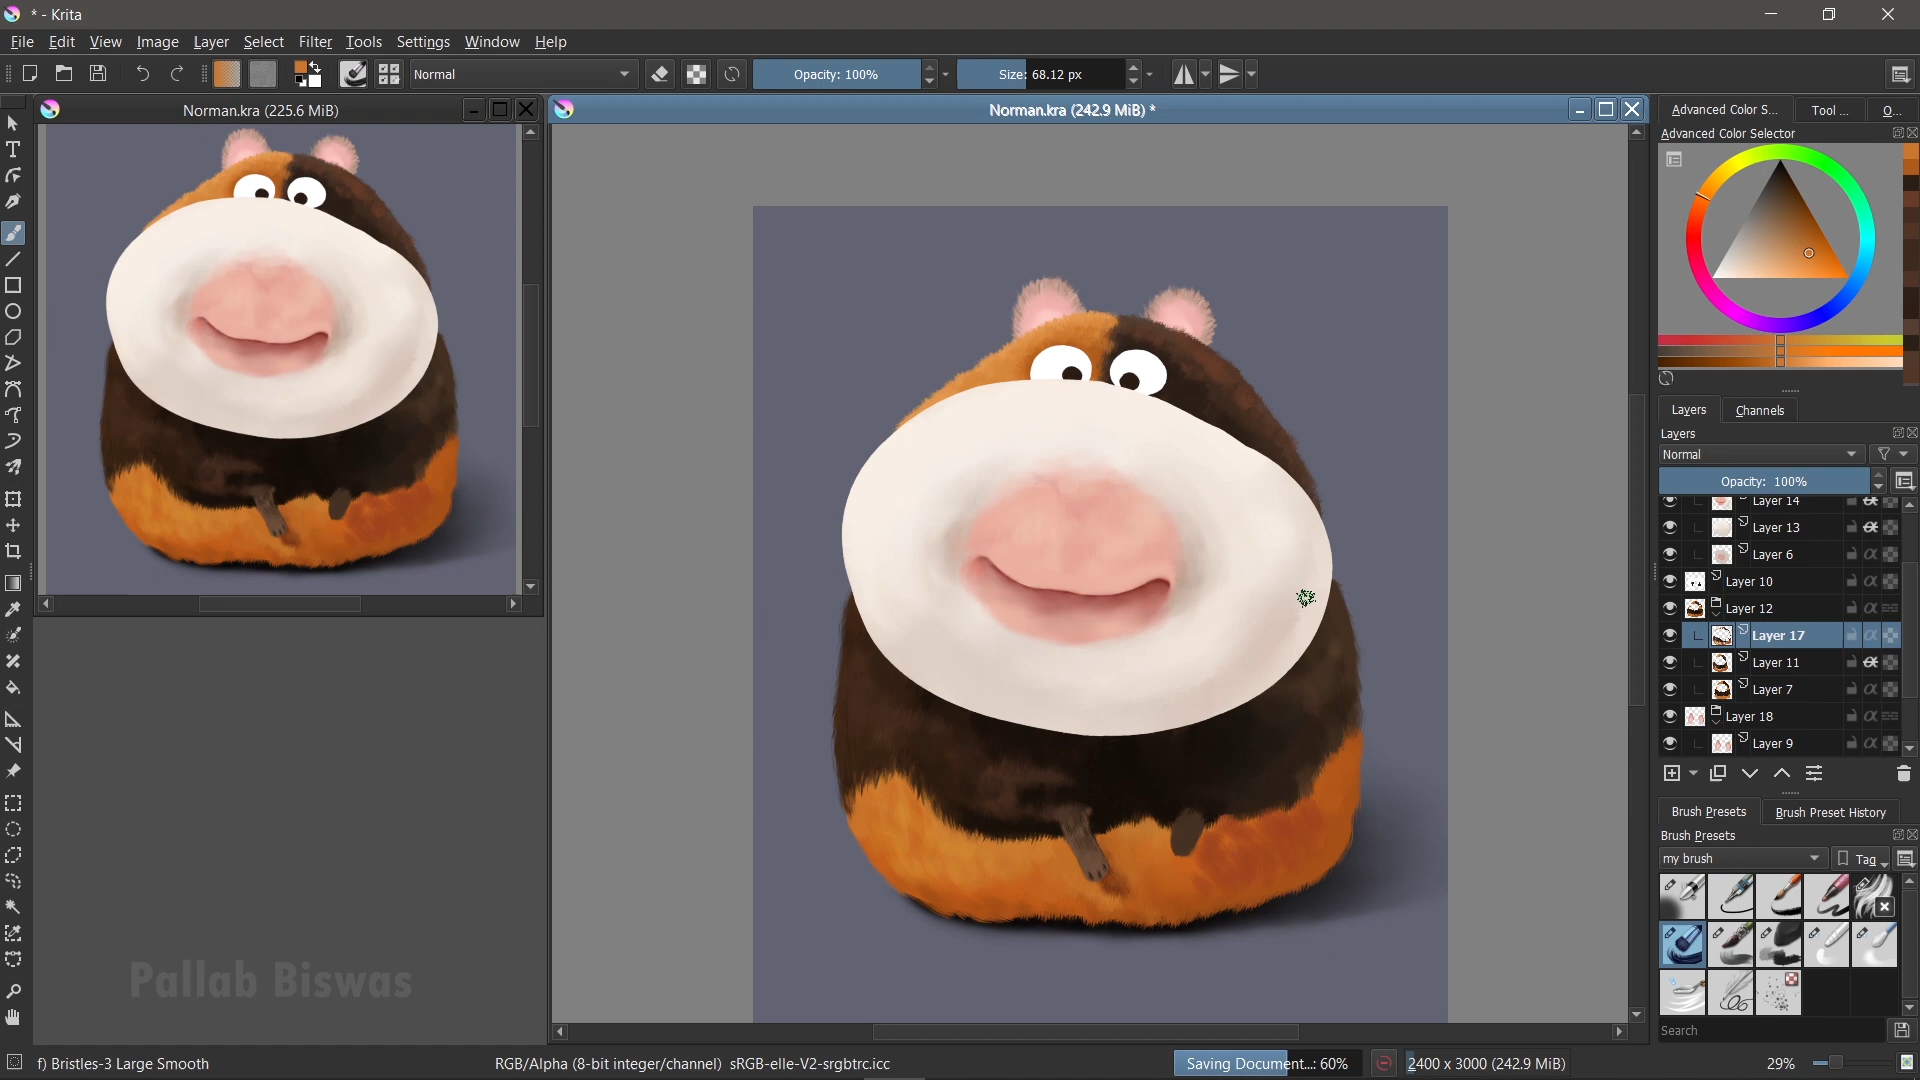 * - Krita
File Edit View Image Layer Select Filter Tools Settings Window Help
Normal
Opacity: 100%
Size: 68.12 px
Norman.kra (225.6 MiB)
Norman.kra (242.9 MiB) *
Advanced Color S... Tool ... O...
Advanced Color Selector
Layers Channels
Layers
Normal
Opacity: 100%
Layer 14
Layer 13
Layer 6
Layer 10
Layer 12
Layer 17
Layer 11
Layer 7
Layer 18
Layer 9
Brush Presets Brush Preset History
Brush Presets
my brush Tag
Search
Pallab Biswas
f) Bristles-3 Large Smooth
RGB/Alpha (8-bit integer/channel) sRGB-elle-V2-srgbtrc.icc
Saving Document...: 60%
2400 x 3000 (242.9 MiB)
29%